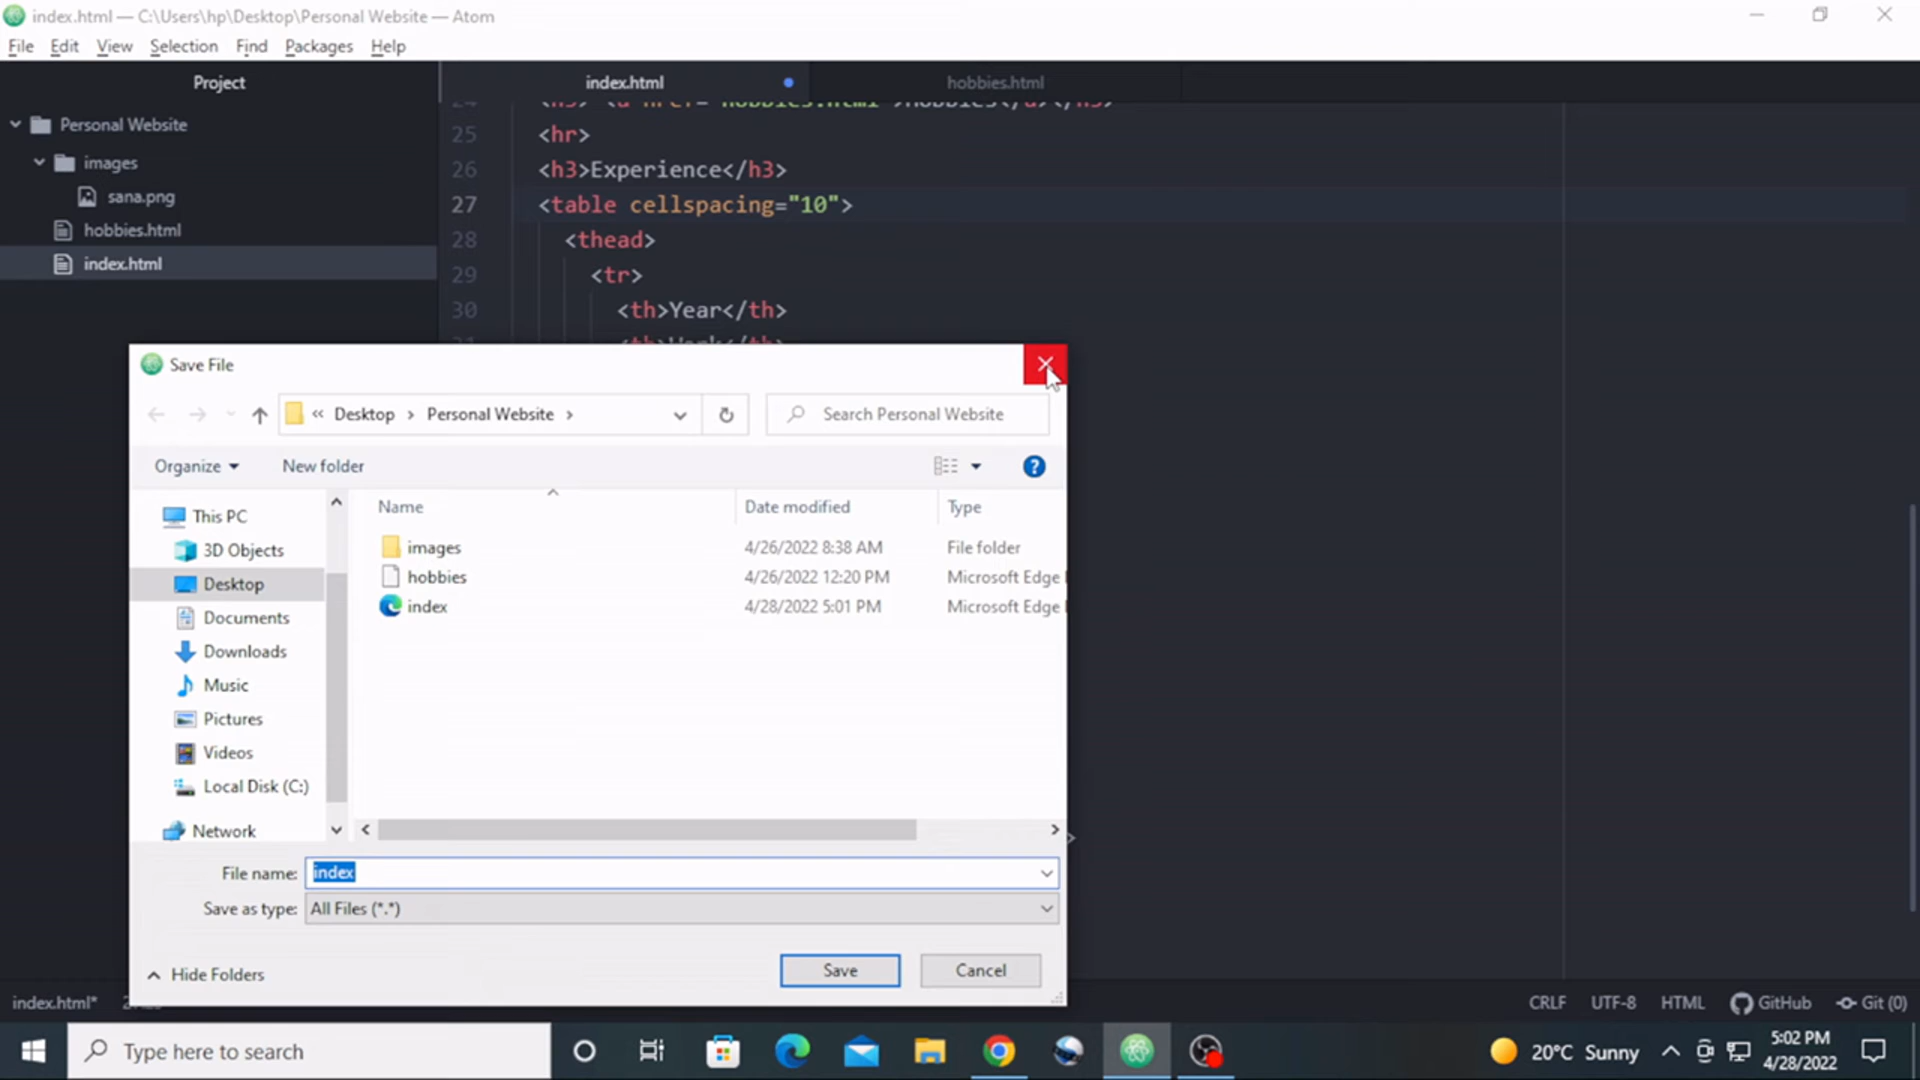 index.html — C:\Users\hp\Desktop\Personal Website — Atom
File Edit View Selection Find Packages Help
Project
index.html
hobbies.html
Personal Website
images
sana.png
hobbies.html
index.html
25 <hr>
26 <h3>Experience</h3>
27 <table cellspacing="10">
28 <thead>
29 <tr>
30 <th>Year</th>
Save File
« Desktop › Personal Website ›
Search Personal Website
Organize
New folder
Name
Date modified
Type
This PC
3D Objects
Desktop
Documents
Downloads
Music
Pictures
Videos
Local Disk (C:)
Network
images 4/26/2022 8:38 AM File folder
hobbies 4/26/2022 12:20 PM Microsoft Edge
index 4/28/2022 5:01 PM Microsoft Edge
File name: index
Save as type: All Files (*.*)
Hide Folders
Save
Cancel
index.html*
CRLF UTF-8 HTML GitHub Git (0)
Type here to search
20°C Sunny
5:02 PM
4/28/2022